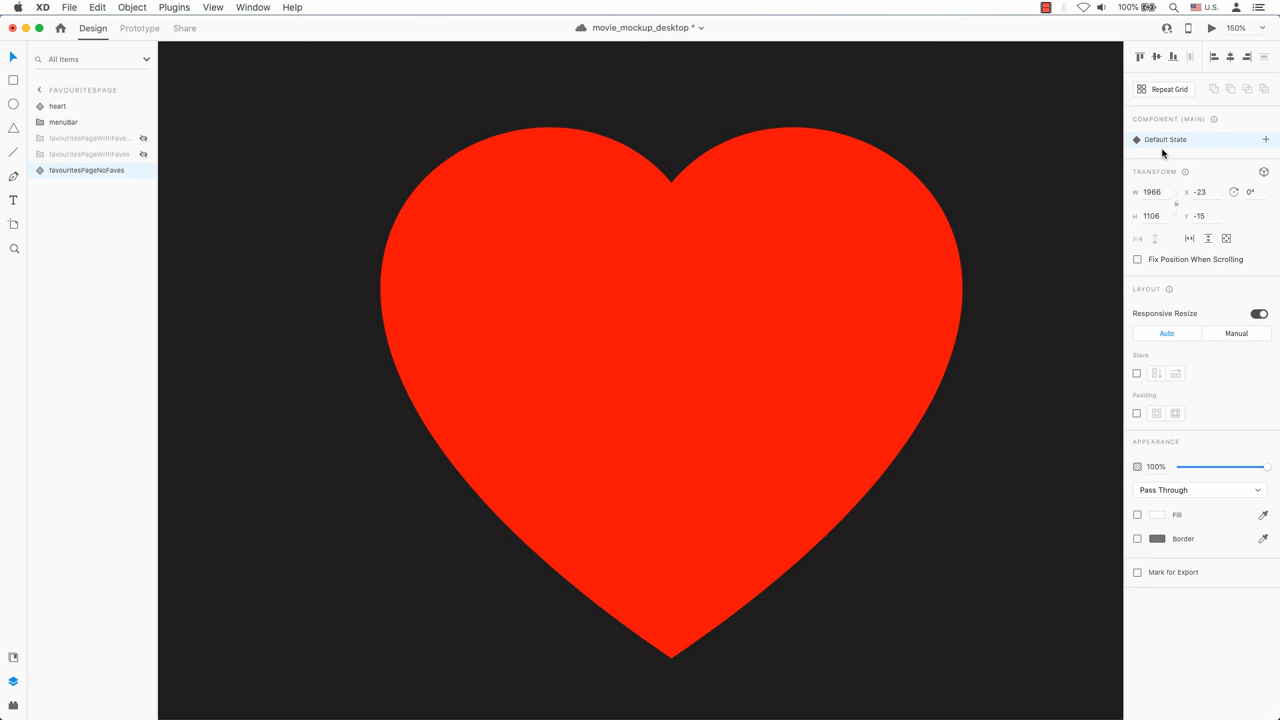 XD File Edit Object Plugins View Window Help
100% U.S.
Design Prototype Share
movie_mockup_desktop *
150%
All Items
FAVOURITESPAGE
heart
menuBar
favouritesPageWithFave...
favouritesPageWithFaves
favouritesPageNoFaves
Repeat Grid
COMPONENT (MAIN)
Default State
TRANSFORM
W 1966 X -23 0°
H 1106 Y -15
Fix Position When Scrolling
LAYOUT
Responsive Resize
Auto Manual
Stack
Padding
APPEARANCE
100%
Pass Through
Fill
Border
Mark for Export